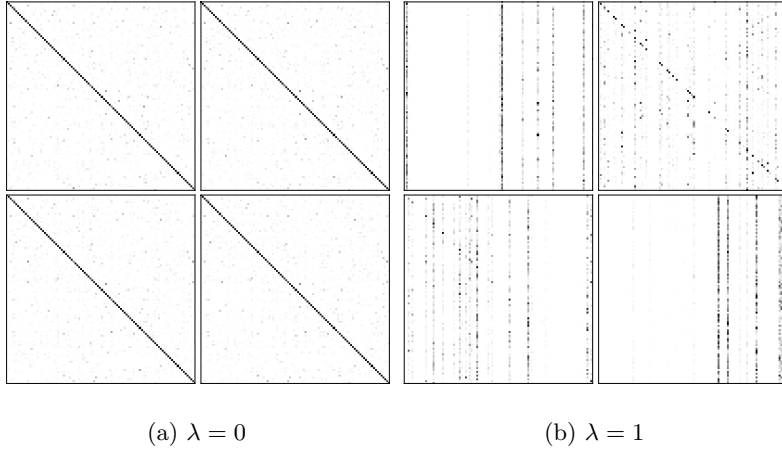 (a) λ = 0
(b) λ = 1